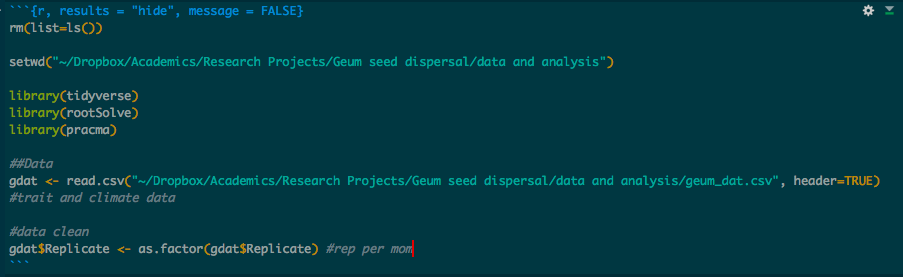 ```{r, results = "hide", message = FALSE}
rm(list=ls())
setwd("~/Dropbox/Academics/Research Projects/Geum seed dispersal/data and analysis")
library(tidyverse)
library(rootSolve)
library(pracma)
##Data
gdat <- read.csv("~/Dropbox/Academics/Research Projects/Geum seed dispersal/data and analysis/geum_dat.csv", header=TRUE)
#trait and climate data
#data clean
gdat$Replicate <- as.factor(gdat$Replicate) #rep per mom
```